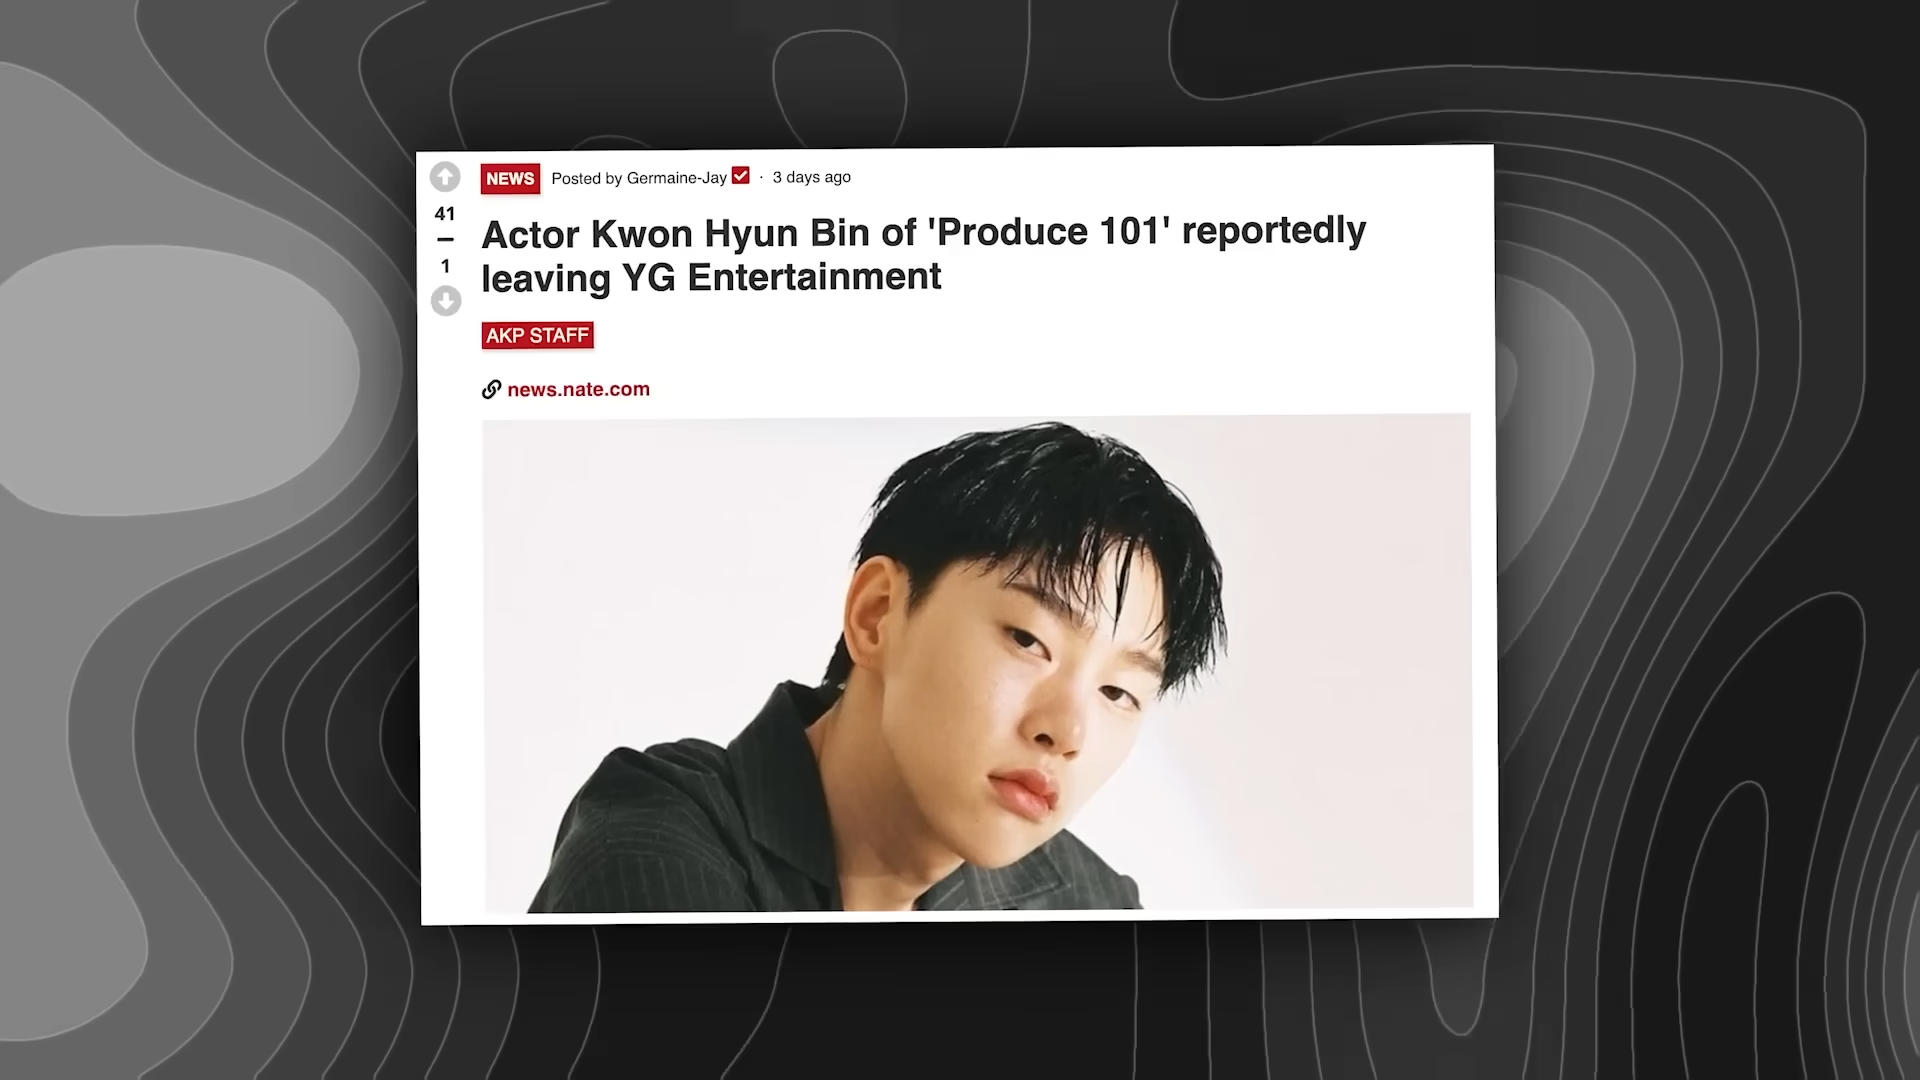 NEWS Posted by Germaine-Jay · 3 days ago
41
1
Actor Kwon Hyun Bin of 'Produce 101' reportedly
leaving YG Entertainment
AKP STAFF
news.nate.com